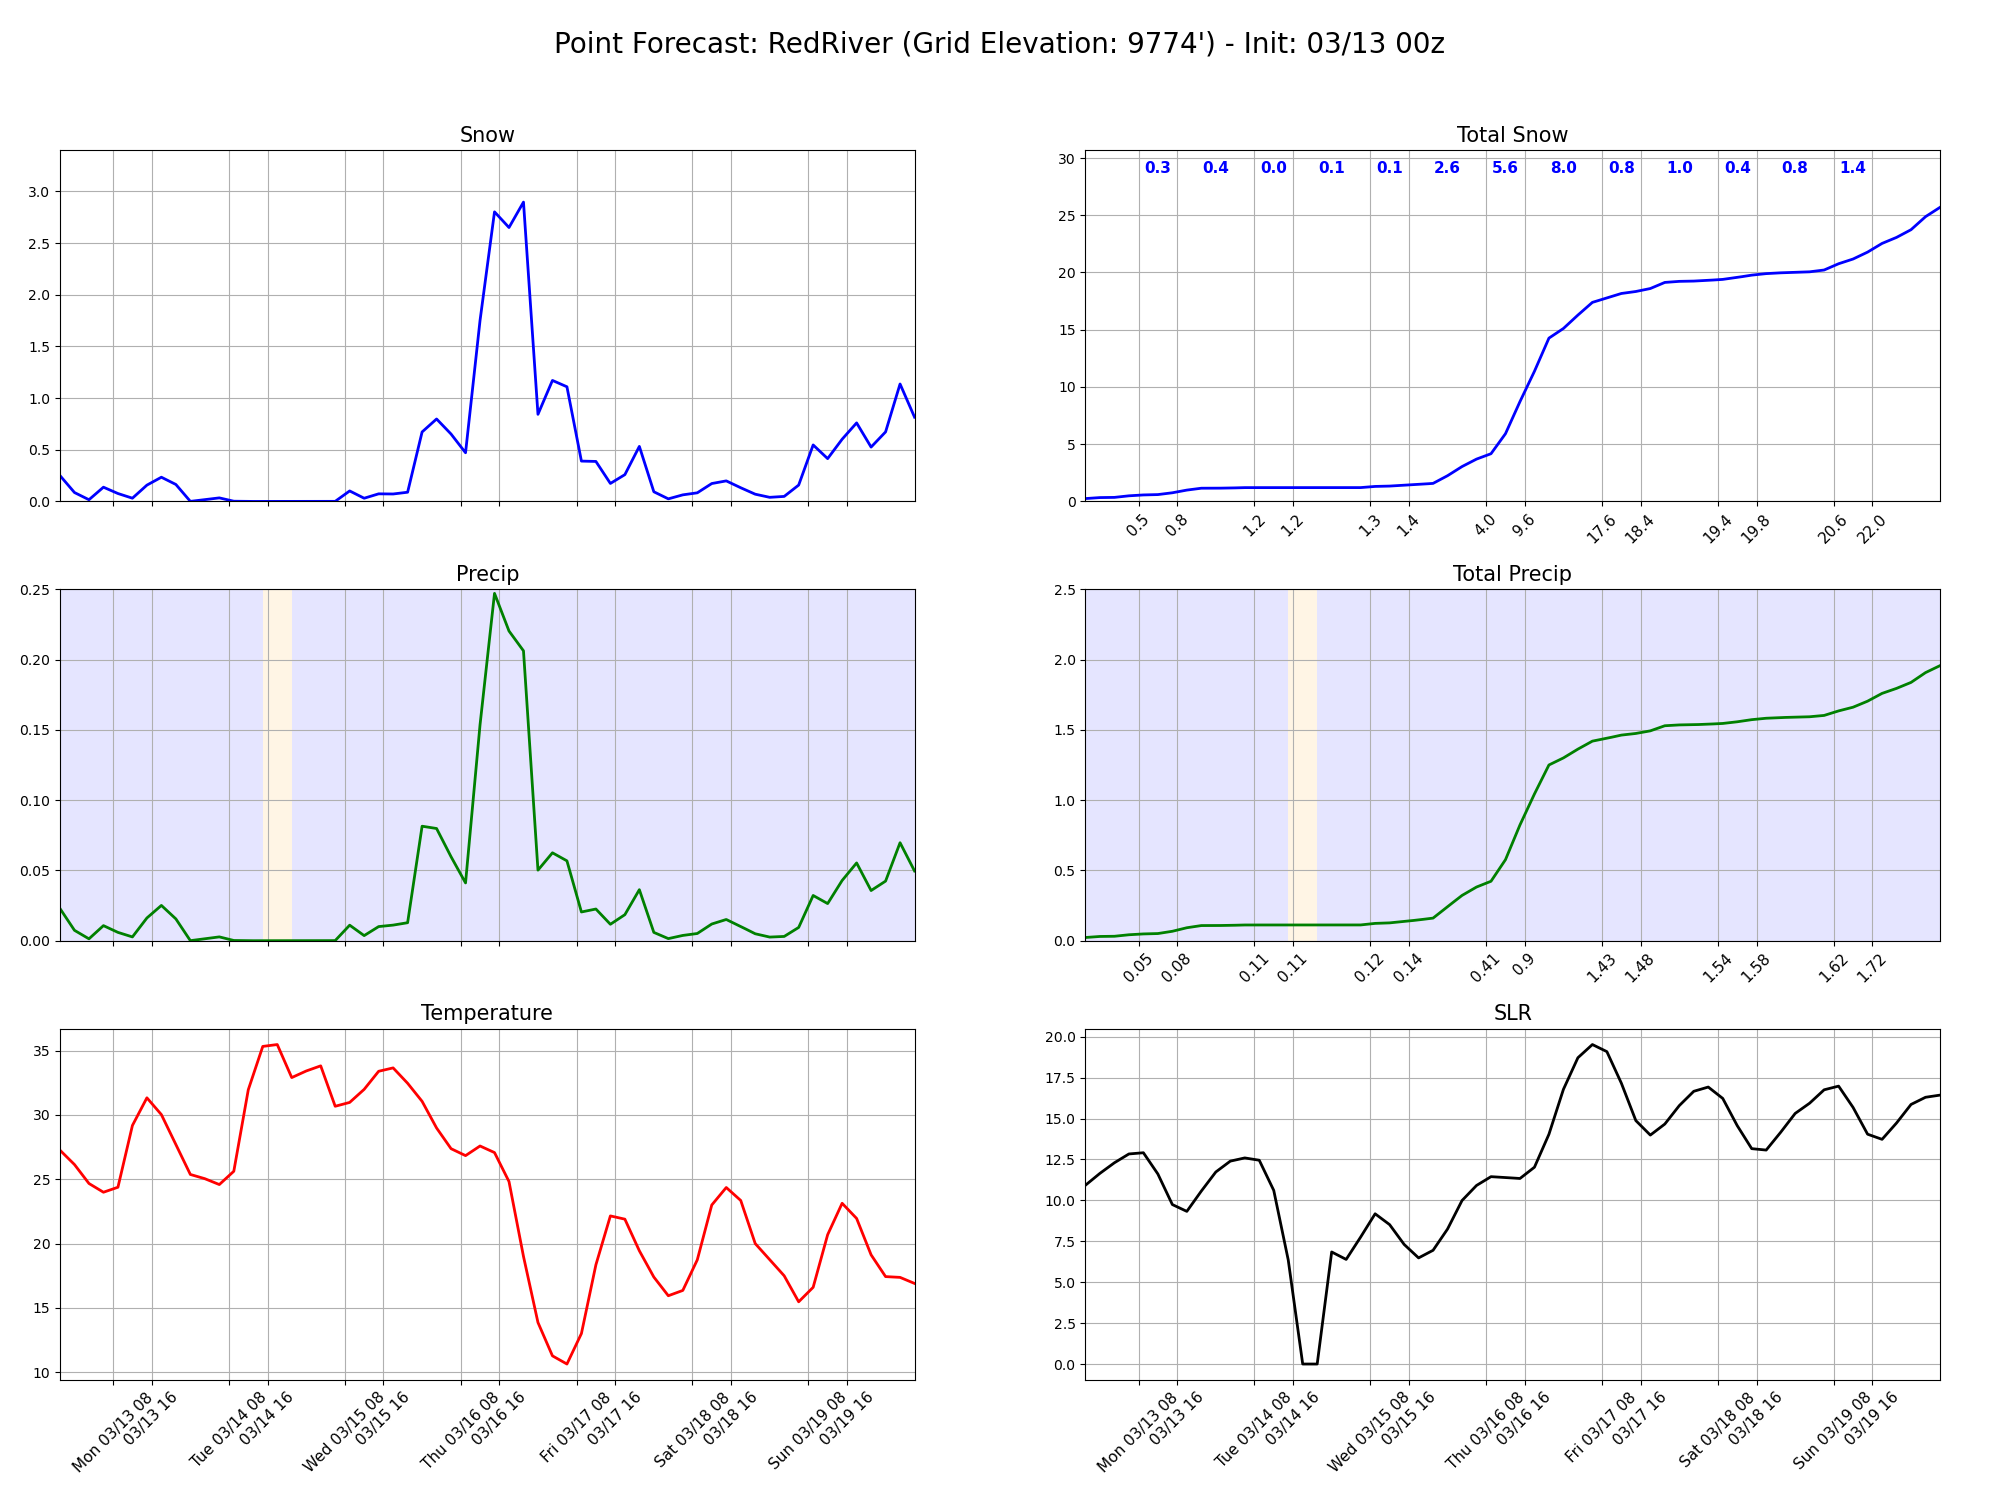 Point Forecast: RedRiver (Grid Elevation: 9774') - Init: 03/13 00z
Snow
3.0
2.5
2.0
1.5
1.0
0.5
0.0
Total Snow
0.3 0.4 0.0 0.1 0.1 2.6 5.6 8.0 0.8 1.0 0.4 0.8 1.4
30
25
20
15
10
5
0
0.5 0.8 1.2 1.2 1.3 1.4 4.0 9.6 17.6 18.4 19.4 19.8 20.6 22.0
Precip
0.25
0.20
0.15
0.10
0.05
0.00
Total Precip
2.5
2.0
1.5
1.0
0.5
0.0
0.05 0.08 0.11 0.11 0.12 0.14 0.41 0.9 1.43 1.48 1.54 1.58 1.62 1.72
Temperature
35
30
25
20
15
10
Mon 03/13 08
03/13 16
Tue 03/14 08
03/14 16
Wed 03/15 08
03/15 16
Thu 03/16 08
03/16 16
Fri 03/17 08
03/17 16
Sat 03/18 08
03/18 16
Sun 03/19 08
03/19 16
SLR
20.0
17.5
15.0
12.5
10.0
7.5
5.0
2.5
0.0
Mon 03/13 08
03/13 16
Tue 03/14 08
03/14 16
Wed 03/15 08
03/15 16
Thu 03/16 08
03/16 16
Fri 03/17 08
03/17 16
Sat 03/18 08
03/18 16
Sun 03/19 08
03/19 16